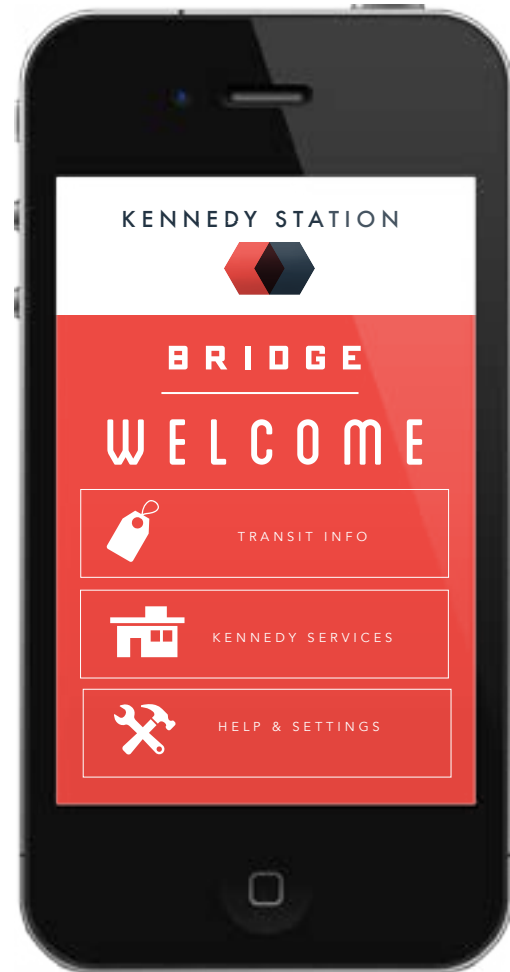 KENNEDY STATION
BRIDGE
WELCOME
TRANSIT INFO
KENNEDY SERVICES
HELP & SETTINGS